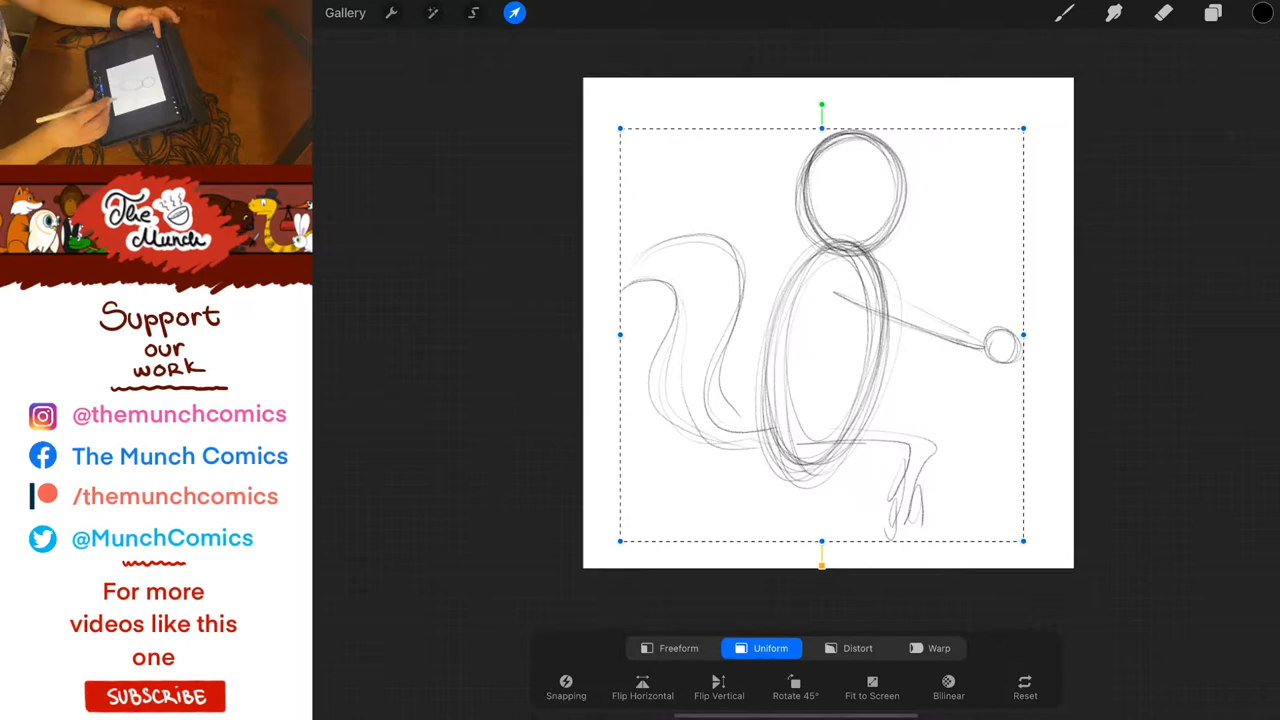 Gallery
The
Munch
Support
our
work
@themunchcomics
The Munch Comics
/themunchcomics
@MunchComics
For more
videos like this
one
SUBSCRIBE
Freeform
Uniform
Distort
Warp
Snapping
Flip Horizontal
Flip Vertical
Rotate 45°
Fit to Screen
Bilinear
Reset